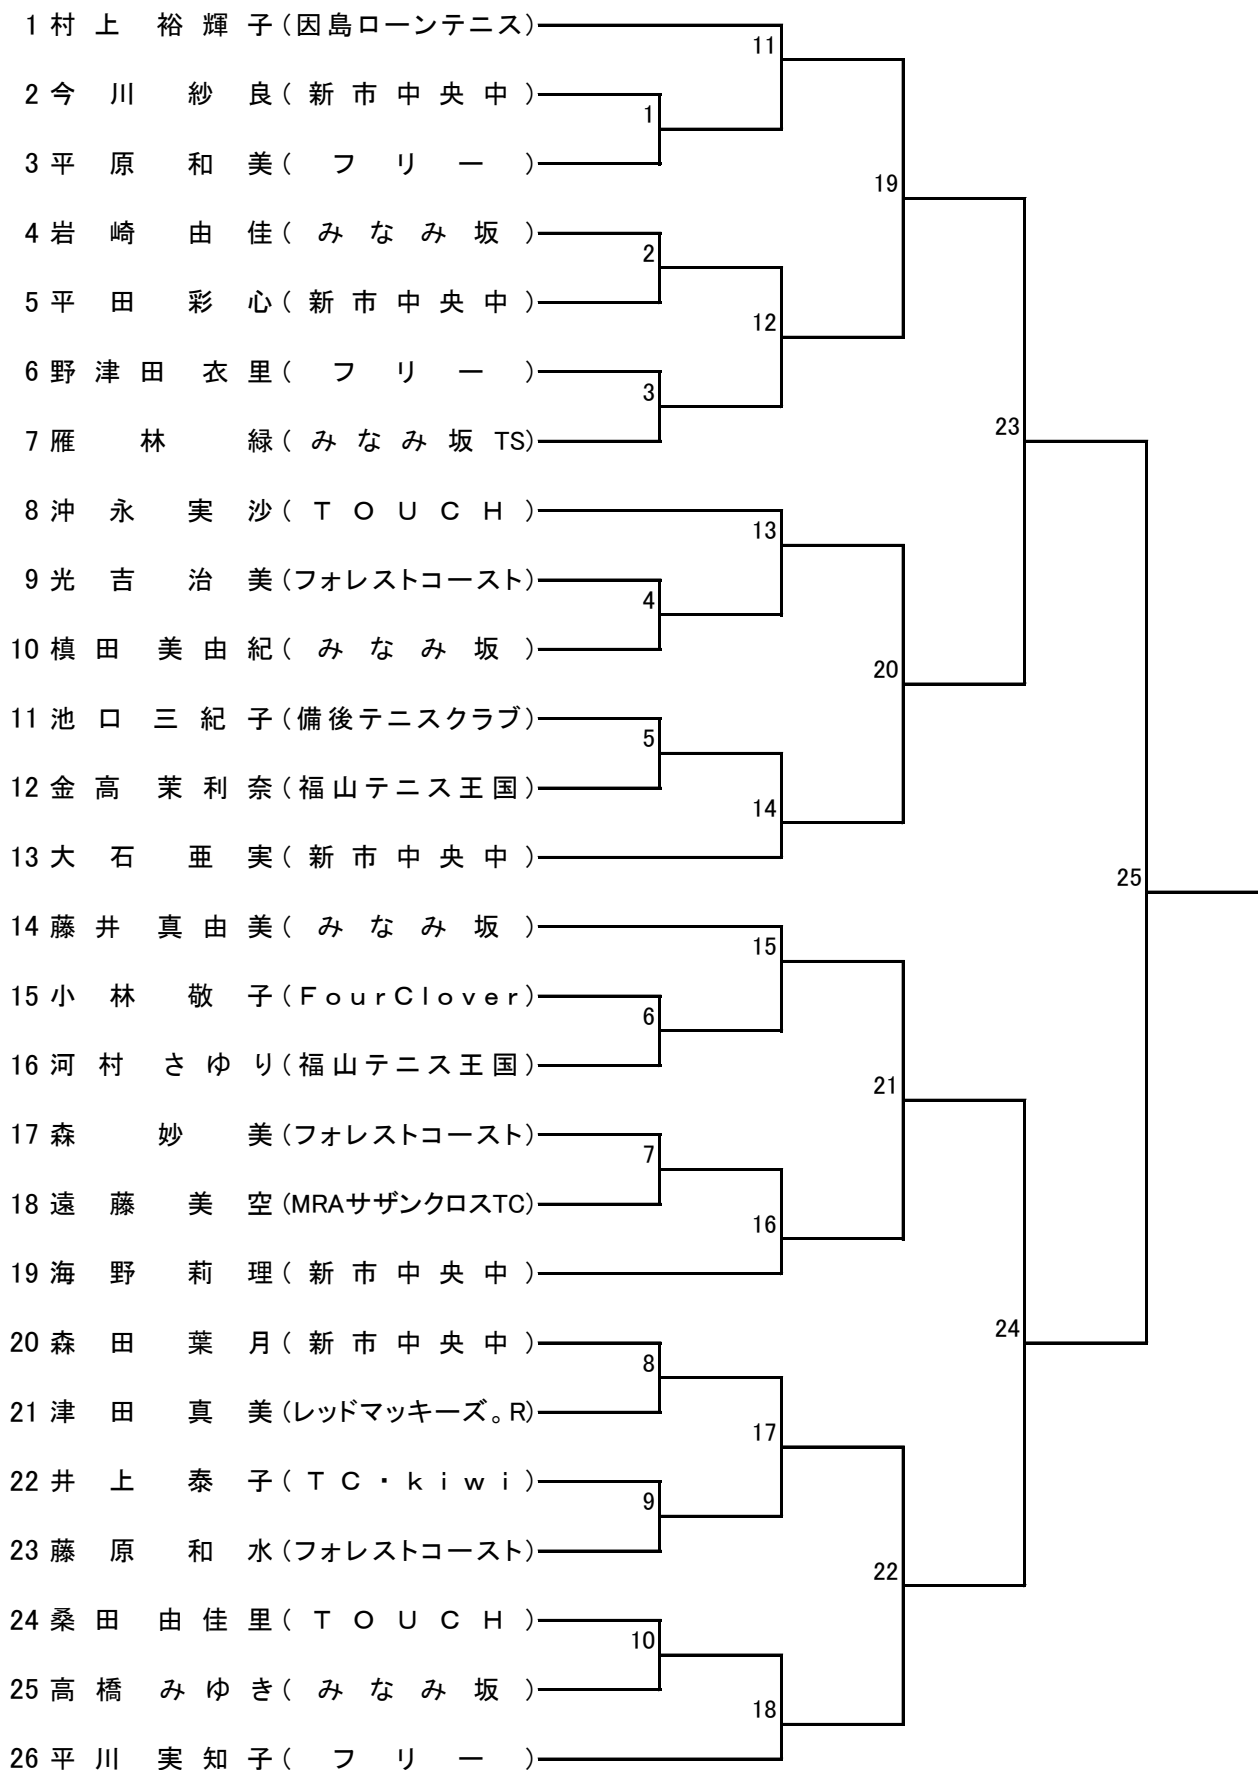 1 村上 裕輝子(因島ローンテニス)
11
2 今川 紗良(新市中央中)
1
3 平原 和美(フリー)
19
4 岩崎 由佳(みなみ坂)
2
5 平田 彩心(新市中央中)
12
6 野津田 衣里(フリー)
3
23
7 雁林 緑(みなみ坂 TS)
8 沖永 実沙(TOUCH)
13
9 光吉 治美(フォレストコースト)
4
10 槙田 美由紀(みなみ坂)
20
11 池口 三紀子(備後テニスクラブ)
5
12 金高 茉利奈(福山テニス王国)
14
13 大石 亜実(新市中央中)
25
14 藤井 真由美(みなみ坂)
15
15 小林 敬子(FourClover)
6
16 河村 さゆり(福山テニス王国)
21
17 森 妙美(フォレストコースト)
7
18 遠藤 美空(MRAサザンクロスTC)
16
19 海野 莉理(新市中央中)
24
20 森田 葉月(新市中央中)
8
21 津田 真美(レッドマッキーズ。R)
17
22 井上 泰子(TC・kiwi)
9
23 藤原 和水(フォレストコースト)
22
24 桑田 由佳里(TOUCH)
10
25 高橋 みゆき(みなみ坂)
18
26 平川 実知子(フリー)